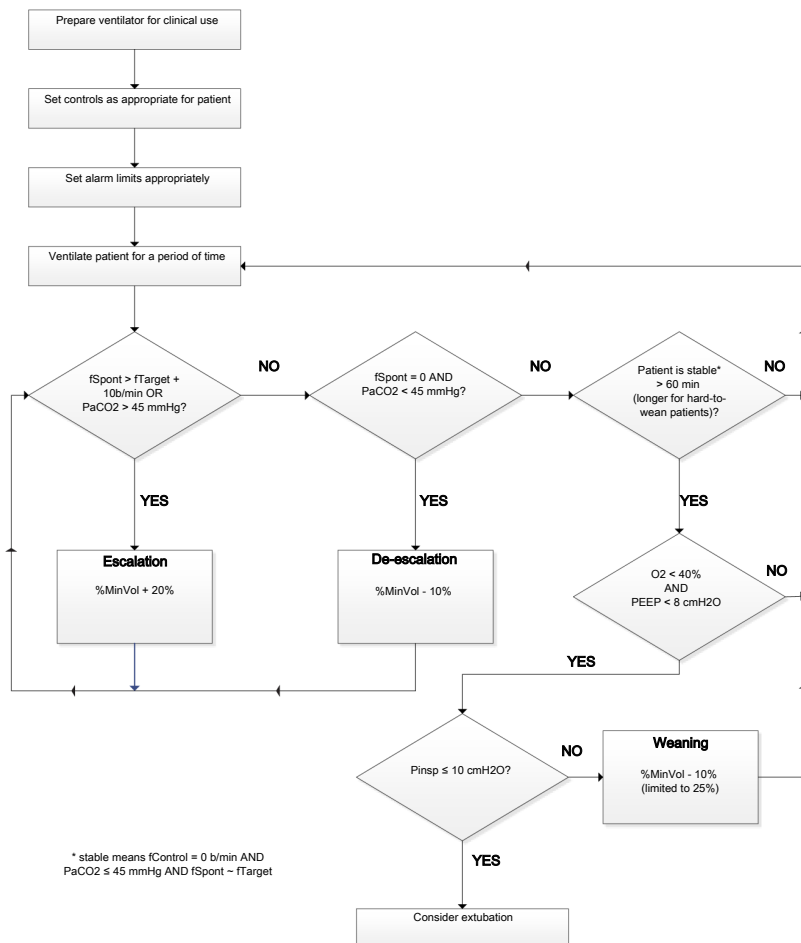 Prepare ventilator for clinical use
Set controls as appropriate for patient
Set alarm limits appropriately
Ventilate patient for a period of time
fSpont > fTarget +
10b/min OR
PaCO2 > 45 mmHg?
NO
fSpont = 0 AND
PaCO2 < 45 mmHg?
NO
Patient is stable*
> 60 min
(longer for hard-to-
wean patients)?
NO
YES
YES
YES
Escalation
%MinVol + 20%
De-escalation
%MinVol - 10%
O2 < 40%
AND
PEEP < 8 cmH2O
NO
YES
Pinsp ≤ 10 cmH2O?
NO
Weaning
%MinVol - 10%
(limited to 25%)
YES
* stable means fControl = 0 b/min AND
PaCO2 ≤ 45 mmHg AND fSpont ~ fTarget
Consider extubation